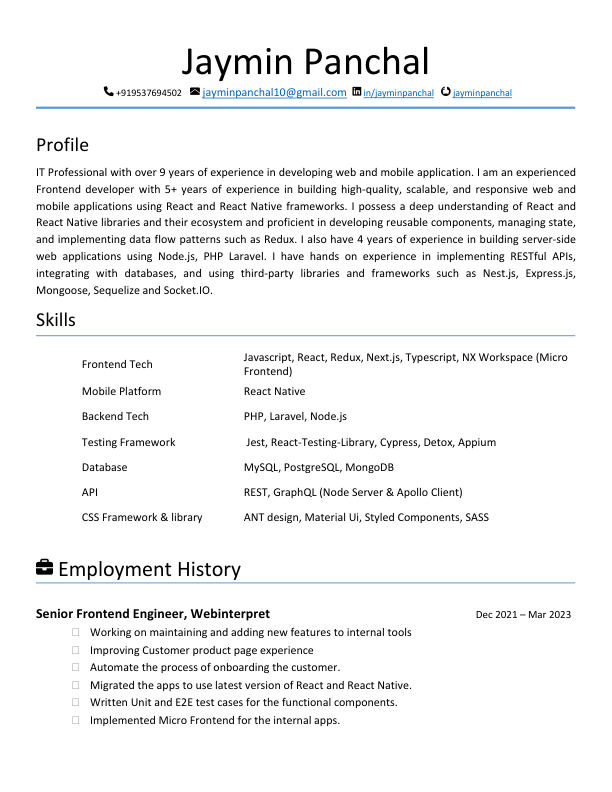 Jaymin Panchal
+919537694502 jayminpanchal10@gmail.com in/jayminpanchal jayminpanchal
Profile
IT Professional with over 9 years of experience in developing web and mobile application. I am an experienced
Frontend developer with 5+ years of experience in building high-quality, scalable, and responsive web and
mobile applications using React and React Native frameworks. I possess a deep understanding of React and
React Native libraries and their ecosystem and proficient in developing reusable components, managing state,
and implementing data flow patterns such as Redux. I also have 4 years of experience in building server-side
web applications using Node.js, PHP Laravel. I have hands on experience in implementing RESTful APIs,
integrating with databases, and using third-party libraries and frameworks such as Nest.js, Express.js,
Mongoose, Sequelize and Socket.IO.
Skills
Frontend Tech Javascript, React, Redux, Next.js, Typescript, NX Workspace (Micro
Frontend)
Mobile Platform React Native
Backend Tech PHP, Laravel, Node.js
Testing Framework Jest, React-Testing-Library, Cypress, Detox, Appium
Database MySQL, PostgreSQL, MongoDB
API REST, GraphQL (Node Server & Apollo Client)
CSS Framework & library ANT design, Material Ui, Styled Components, SASS
Employment History
Senior Frontend Engineer, Webinterpret Dec 2021 – Mar 2023
Working on maintaining and adding new features to internal tools
Improving Customer product page experience
Automate the process of onboarding the customer.
Migrated the apps to use latest version of React and React Native.
Written Unit and E2E test cases for the functional components.
Implemented Micro Frontend for the internal apps.